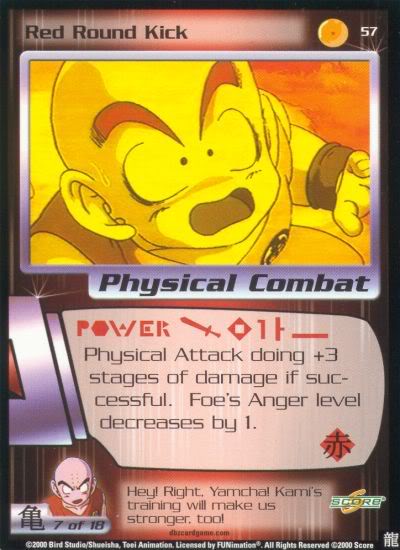 Red Round Kick
57
Physical Combat
POWER
Physical Attack doing +3
stages of damage if suc-
cessful. Foe's Anger level
decreases by 1.
赤
Hey! Right, Yamcha! Kami's
training will make us
stronger, too!
亀
7 of 18
SCORE
dbzcardgame.com
©2000 Bird Studio/Shueisha, Toei Animation. Licensed by FUNimation®. All Rights Reserved ©2000 Score
龍